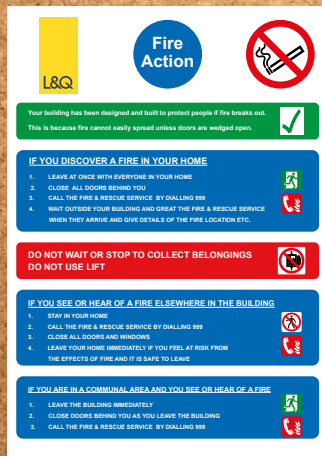 L&Q
Fire
Action
Your building has been designed and built to protect people if fire breaks out.
This is because fire cannot easily spread unless doors are wedged open.
IF YOU DISCOVER A FIRE IN YOUR HOME
1. LEAVE AT ONCE WITH EVERYONE IN YOUR HOME
2. CLOSE ALL DOORS BEHIND YOU
3. CALL THE FIRE & RESCUE SERVICE BY DIALLING 999
4. WAIT OUTSIDE YOUR BUILDING AND GREAT THE FIRE & RESCUE SERVICE
WHEN THEY ARRIVE AND GIVE DETAILS OF THE FIRE LOCATION ETC.
DO NOT WAIT OR STOP TO COLLECT BELONGINGS
DO NOT USE LIFT
IF YOU SEE OR HEAR OF A FIRE ELSEWHERE IN THE BUILDING
1. STAY IN YOUR HOME
2. CALL THE FIRE & RESCUE SERVICE BY DIALLING 999
3. CLOSE ALL DOORS AND WINDOWS
4. LEAVE YOUR HOME IMMEDIATELY IF YOU FEEL AT RISK FROM
THE EFFECTS OF FIRE AND IT IS SAFE TO LEAVE
IF YOU ARE IN A COMMUNAL AREA AND YOU SEE OR HEAR OF A FIRE
1. LEAVE THE BUILDING IMMEDIATELY
2. CLOSE DOORS BEHIND YOU AS YOU LEAVE THE BUILDING
3. CALL THE FIRE & RESCUE SERVICE BY DIALLING 999